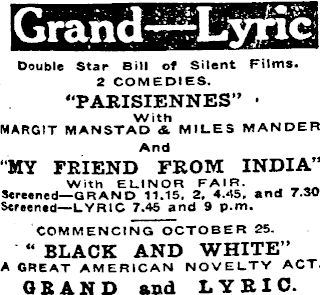 Grand—Lyric
Double Star Bill of Silent Films.
2 COMEDIES.
"PARISIENNES"
With
MARGIT MANSTAD & MILES MANDER
And
"MY FRIEND FROM INDIA"
With ELINOR FAIR.
Screened—GRAND 11.15, 2, 4.45, and 7.30
Screened—LYRIC 7.45 and 9 p.m.
COMMENCING OCTOBER 25.
"BLACK AND WHITE"
A GREAT AMERICAN NOVELTY ACT.
GRAND and LYRIC.